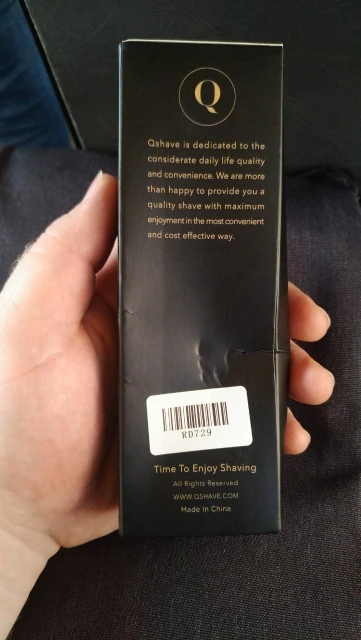 Q
Qshave is dedicated to the
considerate daily life quality
and convenience. We are more
than happy to provide you a
quality shave with maximum
enjoyment in the most convenient
and cost effective way.
RD729
Time To Enjoy Shaving
All Rights Reserved
WWW.QSHAVE.COM
Made in China